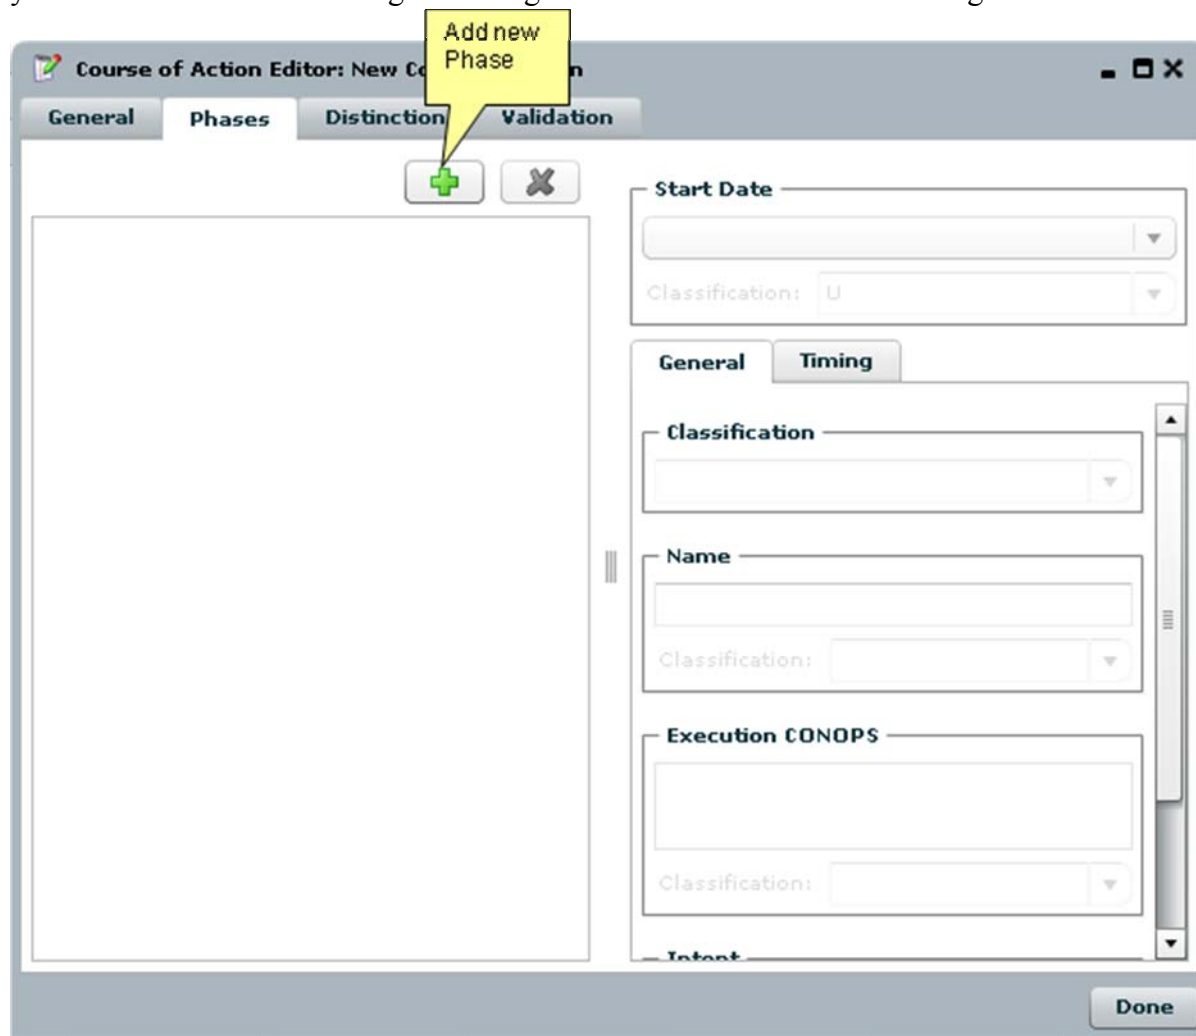 Add new
Phase
Course of Action Editor: New Co n
General Phases Distinction Validation
Start Date
Classification: U
General Timing
Classification
Name
Classification:
Execution CONOPS
Classification:
Intent
Done